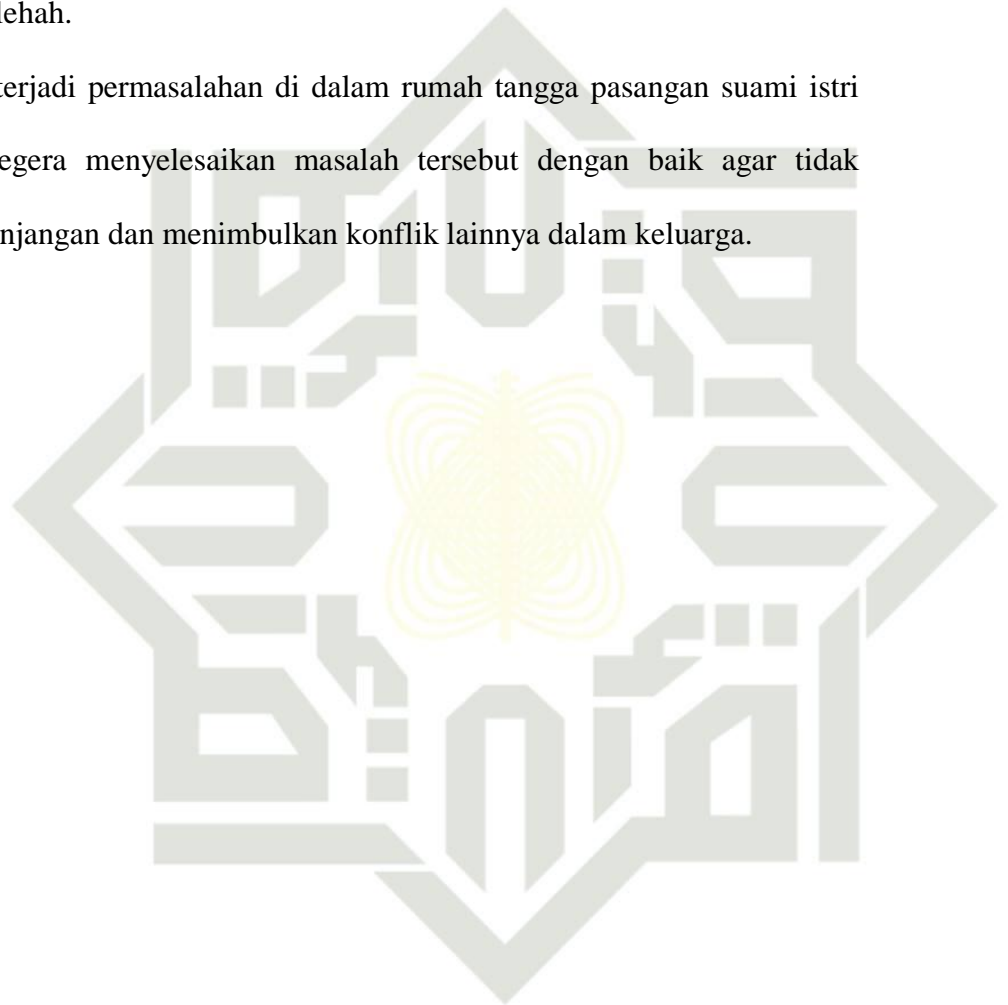 lehah.
terjadi permasalahan di dalam rumah tangga pasangan suami istri
egera menyelesaikan masalah tersebut dengan baik agar tidak
njangan dan menimbulkan konflik lainnya dalam keluarga.